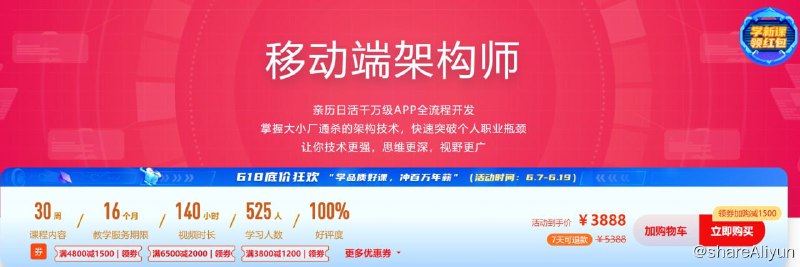 学新课
领红包
移动端架构师
亲历日活千万级APP全流程开发
掌握大小厂通杀的架构技术，快速突破个人职业瓶颈
让你技术更强，思维更深，视野更广
618底价狂欢 “学品质好课，冲百万年薪” （活动时间：6.7-6.19）
30周 / 16个月 / 140小时 / 525人 / 100%
课程内容 教学服务期限 视频时长 学习人数 好评度
活动到手价 ¥3888
7天可退款 ¥5388
领券加购减1500
加购物车 立即购买
券 满4800减1500 | 领券 满6500减2000 | 领券 满3800减1200 | 领券 更多优惠券
@shareAliyun